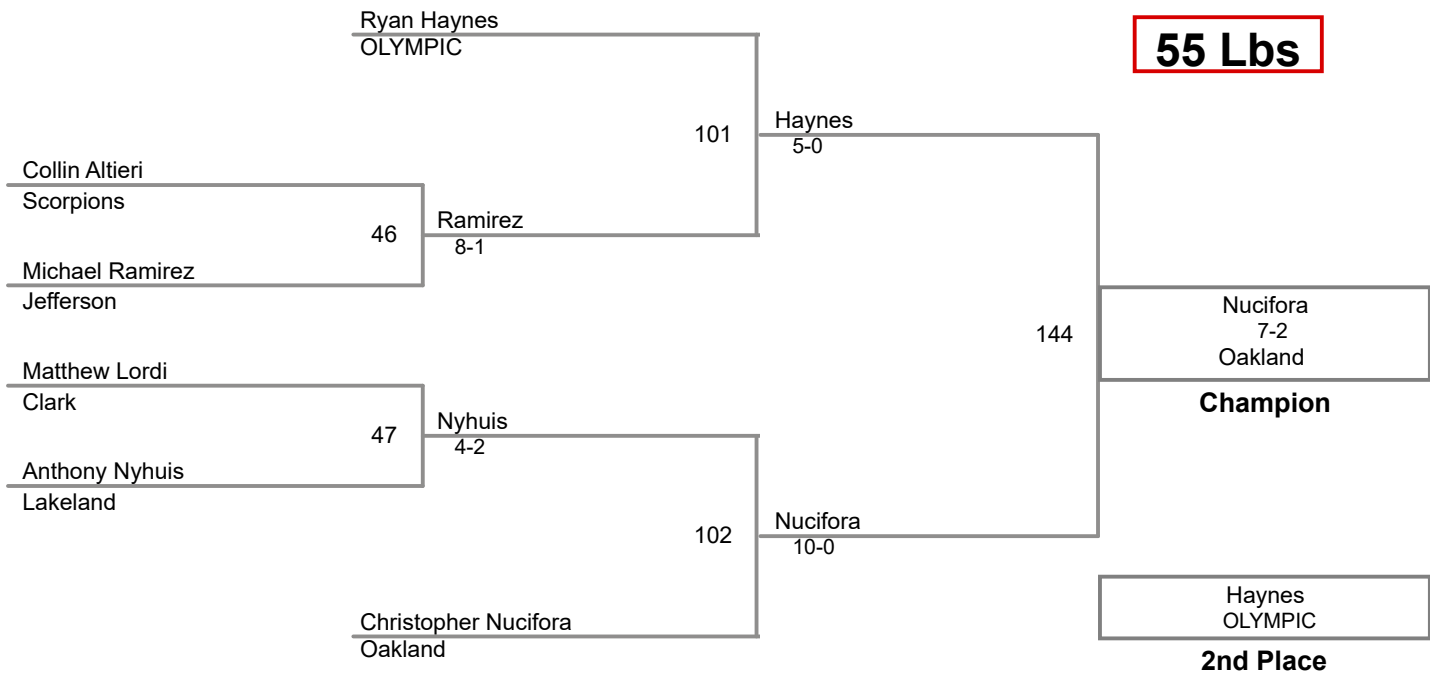 Ryan Haynes
OLYMPIC
55 Lbs
101
Haynes
5-0
Collin Altieri
Scorpions
46
Ramirez
8-1
Michael Ramirez
Jefferson
144
Nucifora
7-2
Oakland
Champion
Matthew Lordi
Clark
47
Nyhuis
4-2
Anthony Nyhuis
Lakeland
102
Nucifora
10-0
Christopher Nucifora
Oakland
Haynes
OLYMPIC
2nd Place